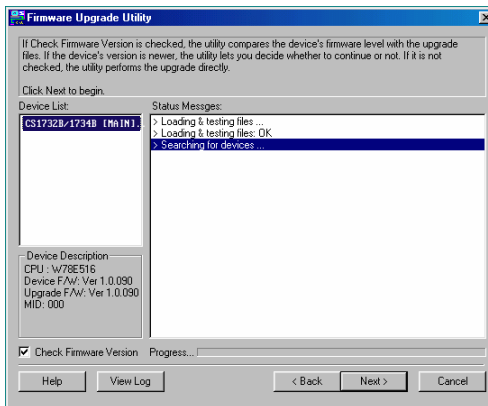 Firmware Upgrade Utility
If Check Firmware Version is checked, the utility compares the device's firmware level with the upgrade
files. If the device's version is newer, the utility lets you decide whether to continue or not. If it is not
checked, the utility performs the upgrade directly.
Click Next to begin.
Device List:
Status Messges:
CS1732B/1734B [MAIN].
> Loading & testing files ...
> Loading & testing files: OK
> Searching for devices ...
Device Description
CPU : W78E516
Device F/W: Ver 1.0.090
Upgrade F/W: Ver 1.0.090
MID: 000
Check Firmware Version
Progress...
Help
View Log
< Back
Next >
Cancel